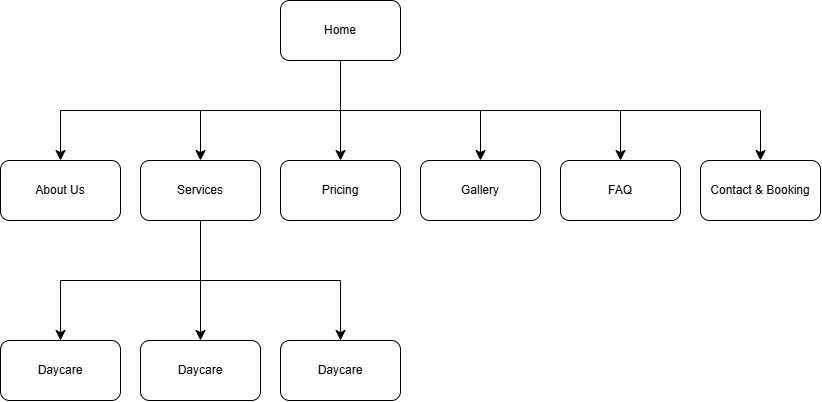 Home
About Us
Services
Pricing
Gallery
FAQ
Contact & Booking
Daycare
Daycare
Daycare